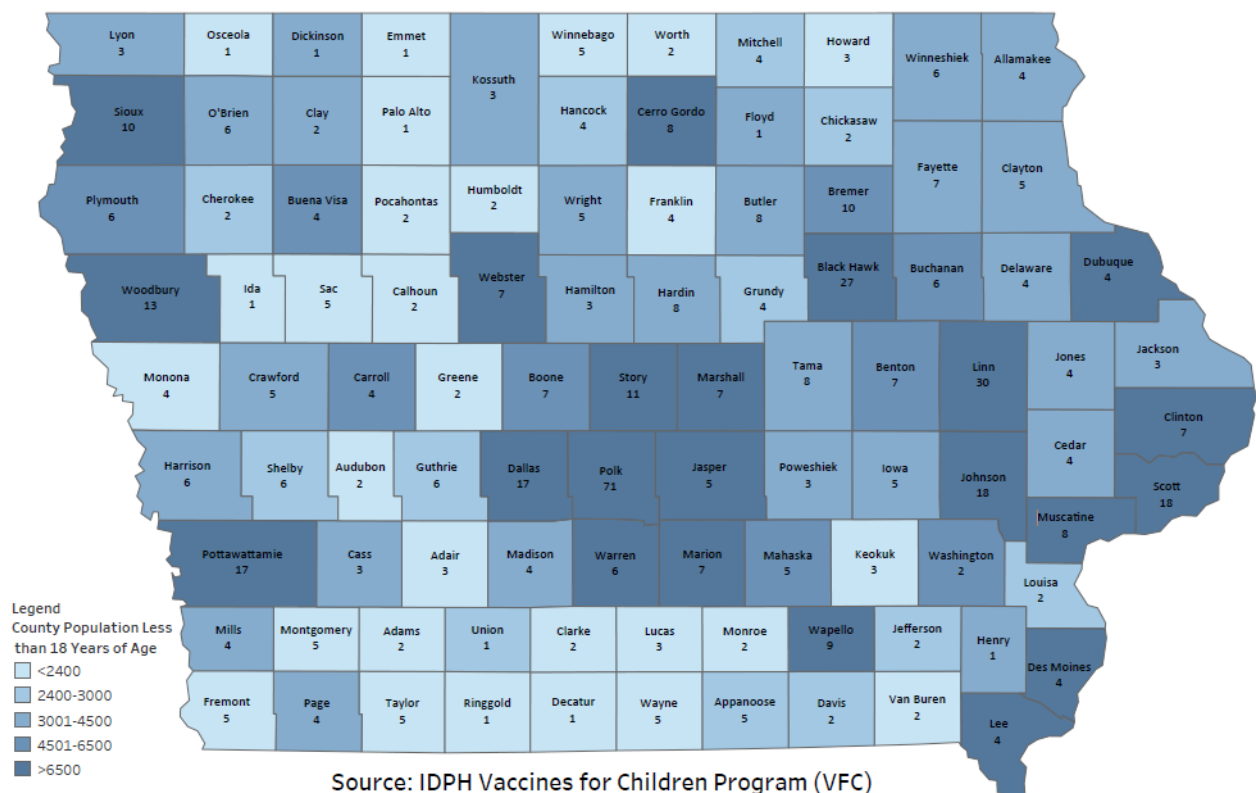 Lyon
3
Osceola
1
Dickinson
1
Emmet
1
Kossuth
3
Winnebago
5
Worth
2
Mitchell
4
Howard
3
Winneshiek
6
Allamakee
4
Sioux
10
O'Brien
6
Clay
2
Palo Alto
1
Hancock
4
Cerro Gordo
8
Floyd
1
Chickasaw
2
Fayette
7
Clayton
5
Plymouth
6
Cherokee
2
Buena Visa
4
Pocahontas
2
Humboldt
2
Wright
5
Franklin
4
Butler
8
Bremer
10
Woodbury
13
Ida
1
Sac
5
Calhoun
2
Webster
7
Hamilton
3
Hardin
8
Grundy
4
Black Hawk
27
Buchanan
6
Delaware
4
Dubuque
4
Monona
4
Crawford
5
Carroll
4
Greene
2
Boone
7
Story
11
Marshall
7
Tama
8
Benton
7
Linn
30
Jones
4
Jackson
3
Clinton
7
Harrison
6
Shelby
6
Audubon
2
Guthrie
6
Dallas
17
Polk
71
Jasper
5
Poweshiek
3
Iowa
5
Johnson
18
Cedar
4
Scott
18
Muscatine
8
Pottawattamie
17
Cass
3
Adair
3
Madison
4
Warren
6
Marion
7
Mahaska
5
Keokuk
3
Washington
2
Louisa
2
Mills
4
Montgomery
5
Adams
2
Union
1
Clarke
2
Lucas
3
Monroe
2
Wapello
9
Jefferson
2
Henry
1
Des Moines
4
Fremont
5
Page
4
Taylor
5
Ringgold
1
Decatur
1
Wayne
5
Appanoose
5
Davis
2
Van Buren
2
Lee
4
Legend
County Population Less
than 18 Years of Age
<2400
2400-3000
3001-4500
4501-6500
>6500
Source: IDPH Vaccines for Children Program (VFC)